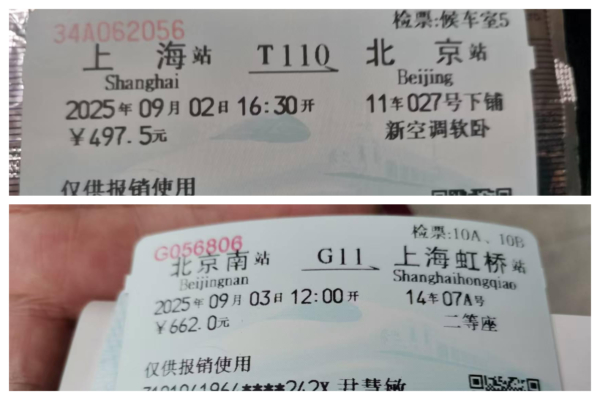 34A062056 检票:候车室5
上海站 T110 北京站
Shanghai Beijing
2025年09月02日16:30开 11车027号下铺
￥497.5元 新空调软卧
仅供报销使用
G056806 检票:10A、10B
北京南站 G11 上海虹桥站
Beijingnan Shanghaihongqiao
2025年09月03日12:00开 14车07A号
￥662.0元 二等座
仅供报销使用